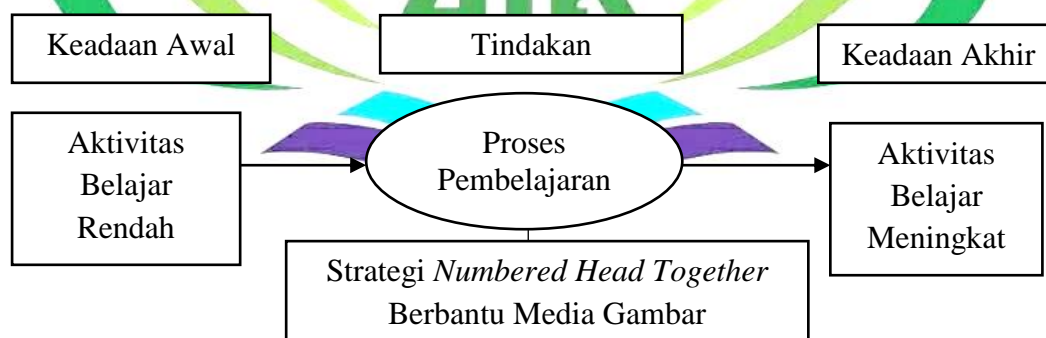 Keadaan Awal
Tindakan
Keadaan Akhir
Aktivitas
Belajar
Rendah
Proses
Pembelajaran
Aktivitas
Belajar
Meningkat
Strategi Numbered Head Together
Berbantu Media Gambar